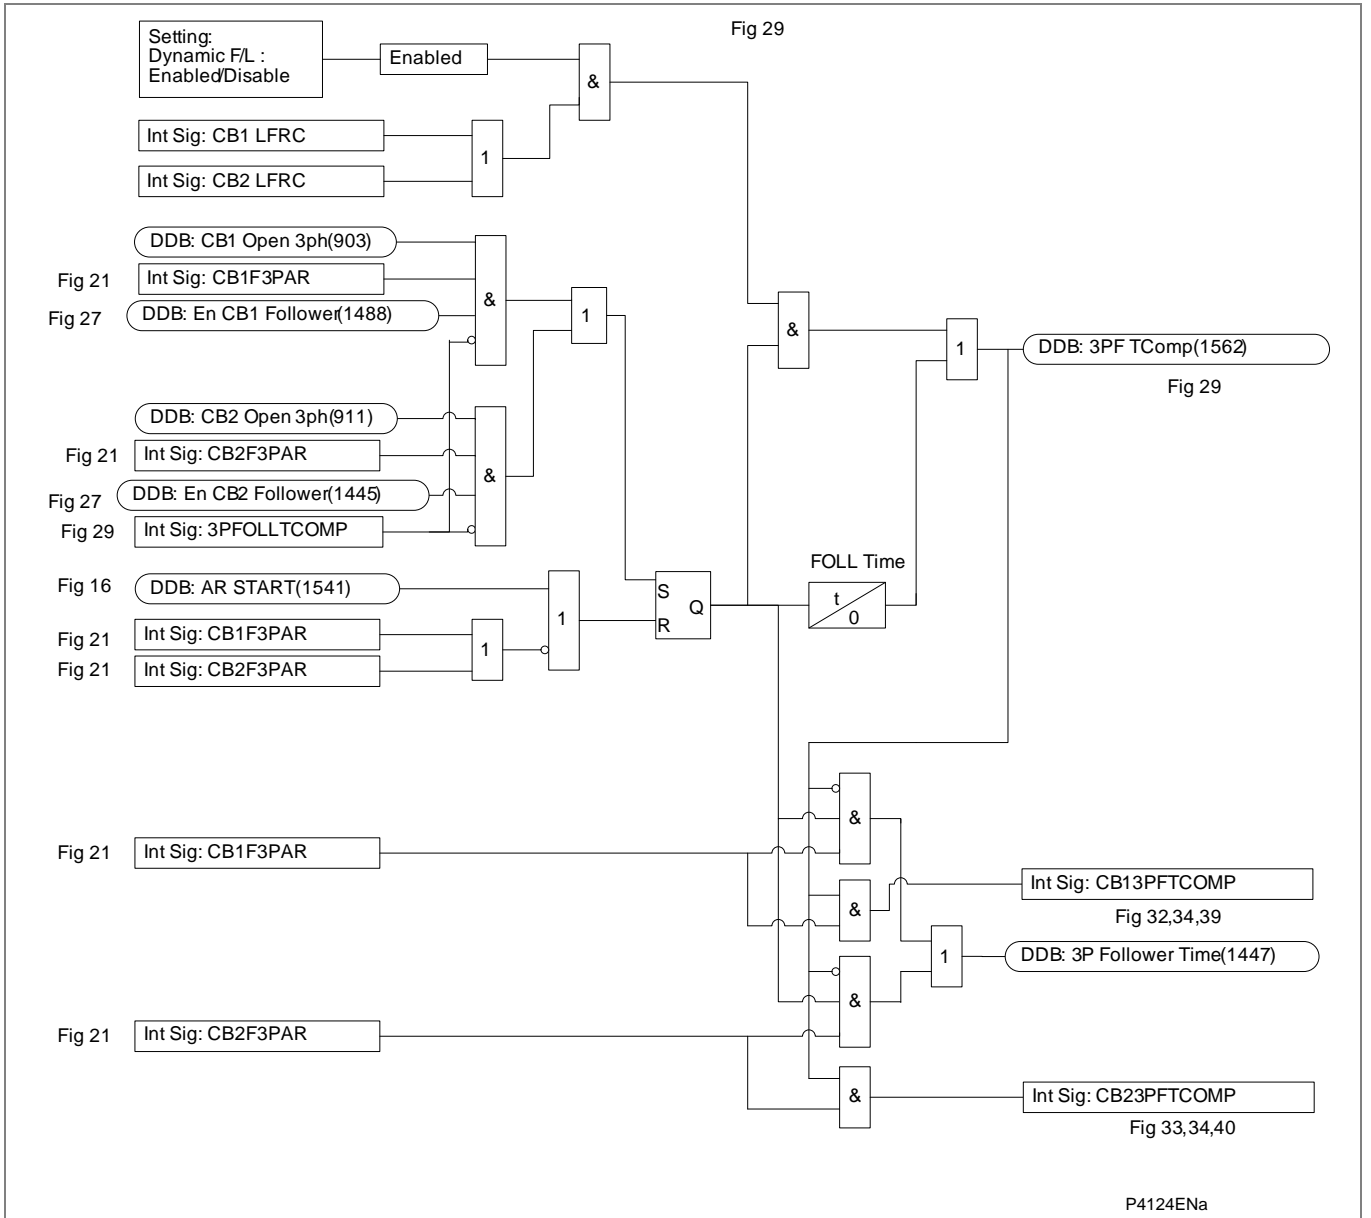 Fig 29
Setting:
Dynamic F/L :
Enabled/Disable
Enabled
&
Int Sig: CB1 LFRC
1
Int Sig: CB2 LFRC
DDB: CB1 Open 3ph(903)
Fig 21
Int Sig: CB1F3PAR
Fig 27
DDB: En CB1 Follower(1488)
&
1
&
1
DDB: 3PF TComp(1562)
Fig 29
DDB: CB2 Open 3ph(911)
Fig 21
Int Sig: CB2F3PAR
Fig 27
DDB: En CB2 Follower(1445)
&
Fig 29
Int Sig: 3PFOLLTCOMP
Fig 16
DDB: AR START(1541)
Fig 21
Int Sig: CB1F3PAR
Fig 21
Int Sig: CB2F3PAR
1
1
S
R
Q
FOLL Time
t
0
&
Fig 21
Int Sig: CB1F3PAR
&
Int Sig: CB13PFTCOMP
Fig 32,34,39
1
DDB: 3P Follower Time(1447)
&
Fig 21
Int Sig: CB2F3PAR
&
Int Sig: CB23PFTCOMP
Fig 33,34,40
P4124ENa